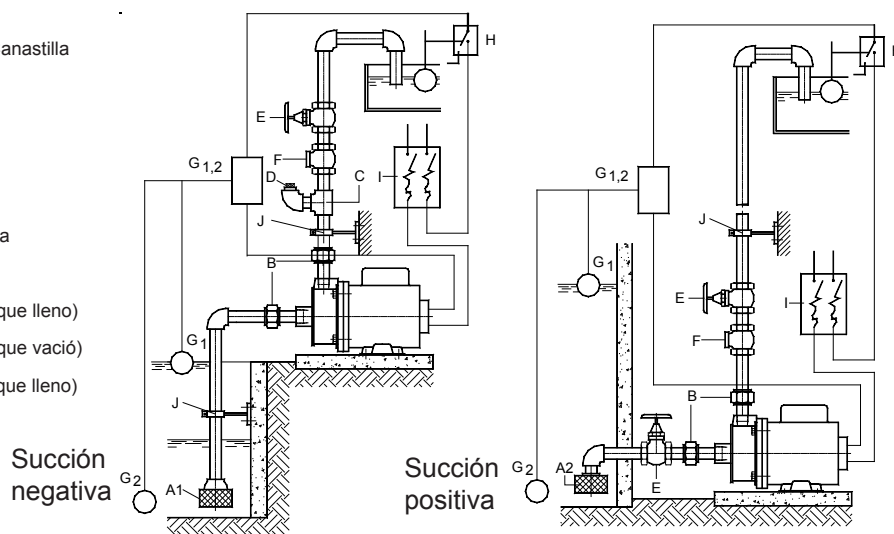 anastilla
a
que lleno)
que vació)
que lleno)
H
E
G1,2
F
D
C
I
J
B
G1
J
G2
A1
Succión
negativa
G1,2
J
G1
E
I
F
B
G2
A2
E
Succión
positiva